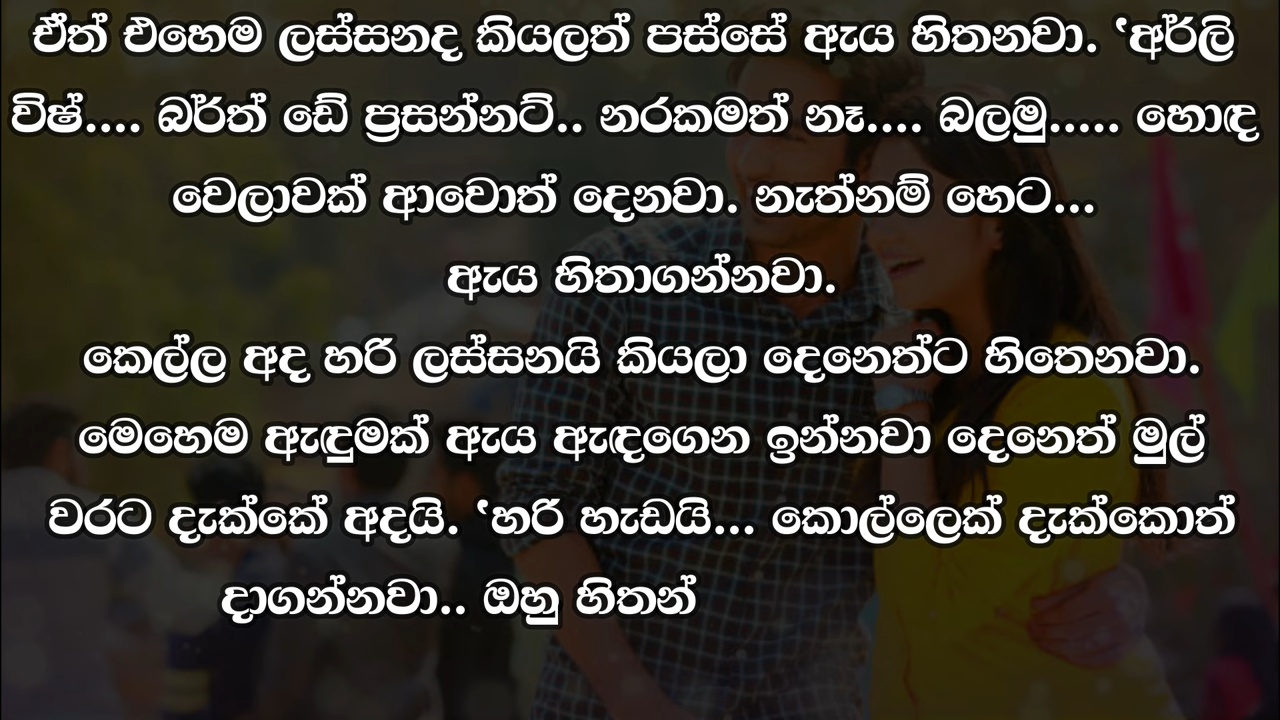 ඒත් එහෙම ලස්සනද කියලත් පස්සේ ඇය හිතනවා. ‛අර්ලි
විෂ්.... බර්ත් ඩේ ප්‍රසන්නට්.. නරකමත් නෑ.... බලමු..... හොඳ
වෙලාවක් ආවොත් දෙනවා. නැත්නම් හෙට...
ඇය හිතාගන්නවා.
කෙල්ල අද හරි ලස්සනයි කියලා දෙනෙත්ට හිතෙනවා.
මෙහෙම ඇඳුමක් ඇය ඇඳගෙන ඉන්නවා දෙනෙත් මුල්
වරට දැක්කේ අදයි. ‛හරි හැඩයි... කොල්ලෙක් දැක්කොත්
දාගන්නවා.. ඔහු හිතන්